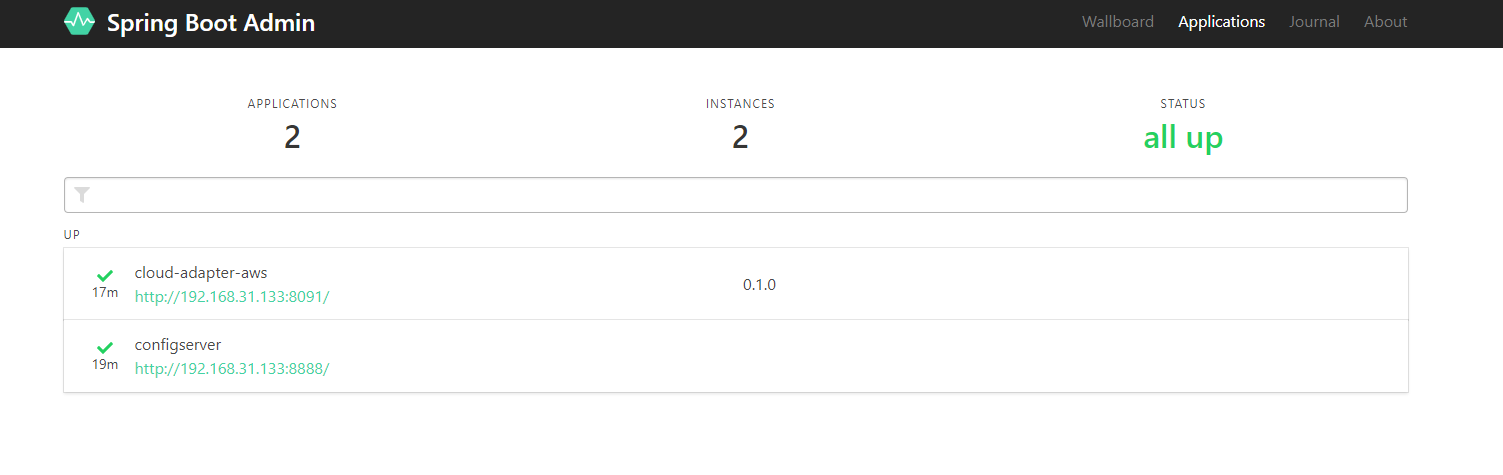 Spring Boot Admin
Wallboard Applications Journal About
APPLICATIONS INSTANCES STATUS
2 2 all up
UP
cloud-adapter-aws
17m http://192.168.31.133:8091/ 0.1.0
configserver
19m http://192.168.31.133:8888/